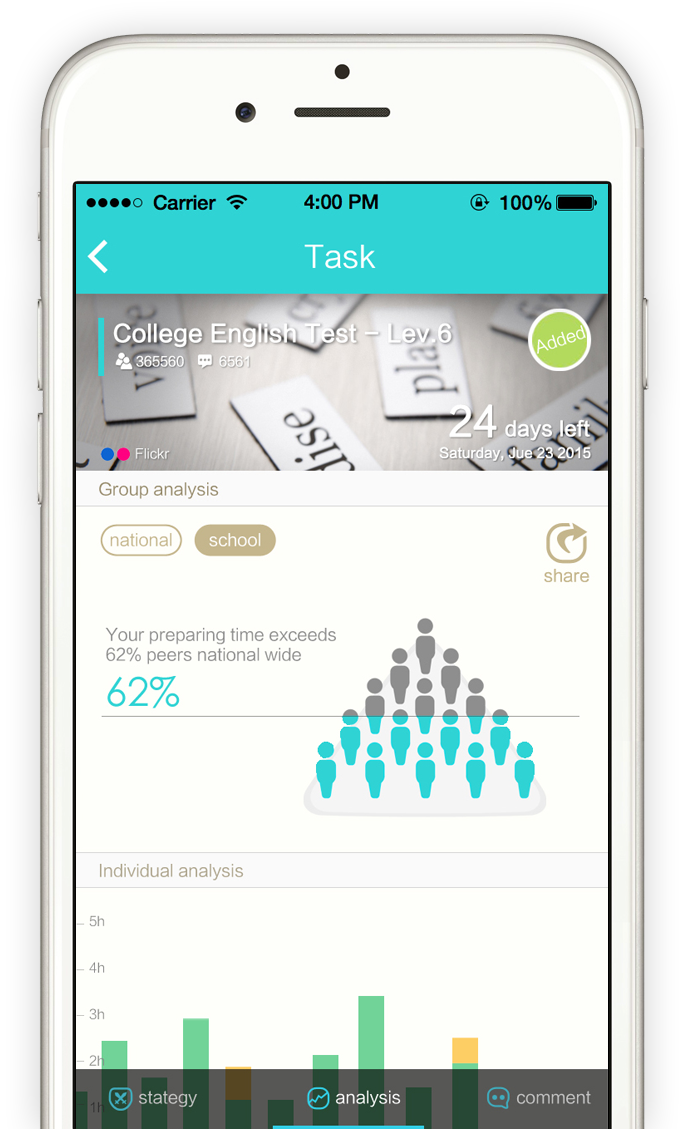 Carrier 4:00 PM 100%
Task
College English Test – Lev.6
365560 6561
Added
24 days left
Saturday, Jue 23 2015
Flickr
Group analysis
national school
share
Your preparing time exceeds
62% peers national wide
62%
Individual analysis
5h
4h
3h
2h
1h
stategy analysis comment